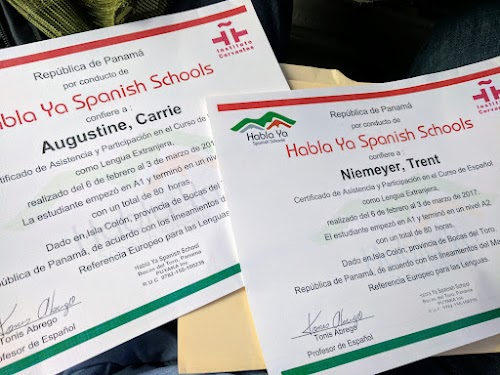 República de Panamá
por conducto de
Habla Ya Spanish Schools
confiere a :
Augustine, Carrie
Certificado de Asistencia y Participación en el Curso de
como Lengua Extranjera,
realizado del 6 de febrero al 3 de marzo de 201
La estudiante empezó en A1 y terminó en un nivel
con un total de 80 horas.
Dado en Isla Colón, provincia de Bocas del Toro,
República de Panamá, de acuerdo con los lineamientos del
Referencia Europeo para las Lenguas.
Habla Ya Spanish School
Bocas del Toro, Panamá
Tonis Abrego
Profesor de Español
Instituto
Cervantes
Habla Ya
Spanish Schools
República de Panamá
por conducto de
Habla Ya Spanish Schools
confiere a :
Niemeyer, Trent
Certificado de Asistencia y Participación en el Curso de Español
como Lengua Extranjera,
realizado del 6 de febrero al 3 de marzo de 2017.
El estudiante empezó en A1 y terminó en un nivel A2,
con un total de 80 horas.
Dado en Isla Colón, provincia de Bocas del Toro,
República de Panamá, de acuerdo con los lineamientos del
Referencia Europeo para las Lenguas.
Tonis Abrego
Profesor de Español
Instituto
Cervantes